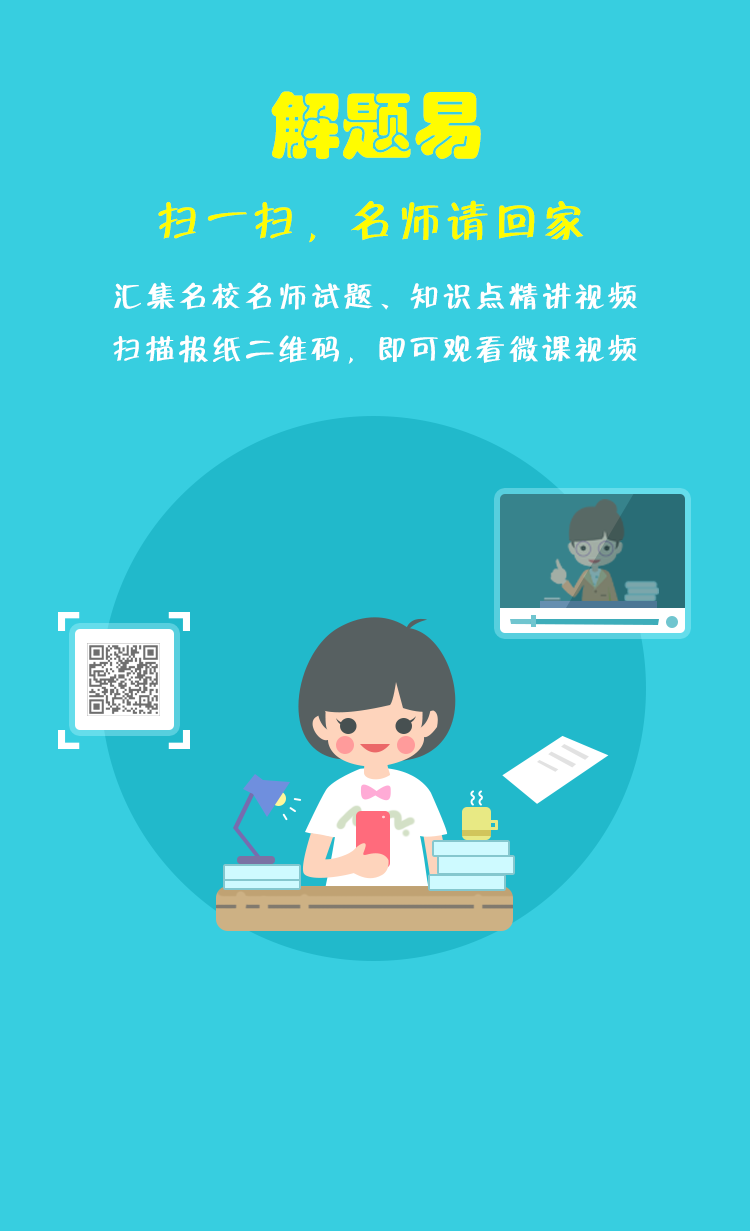 解题易
扫一扫，名师请回家
汇集名校名师试题、知识点精讲视频
扫描报纸二维码，即可观看微课视频